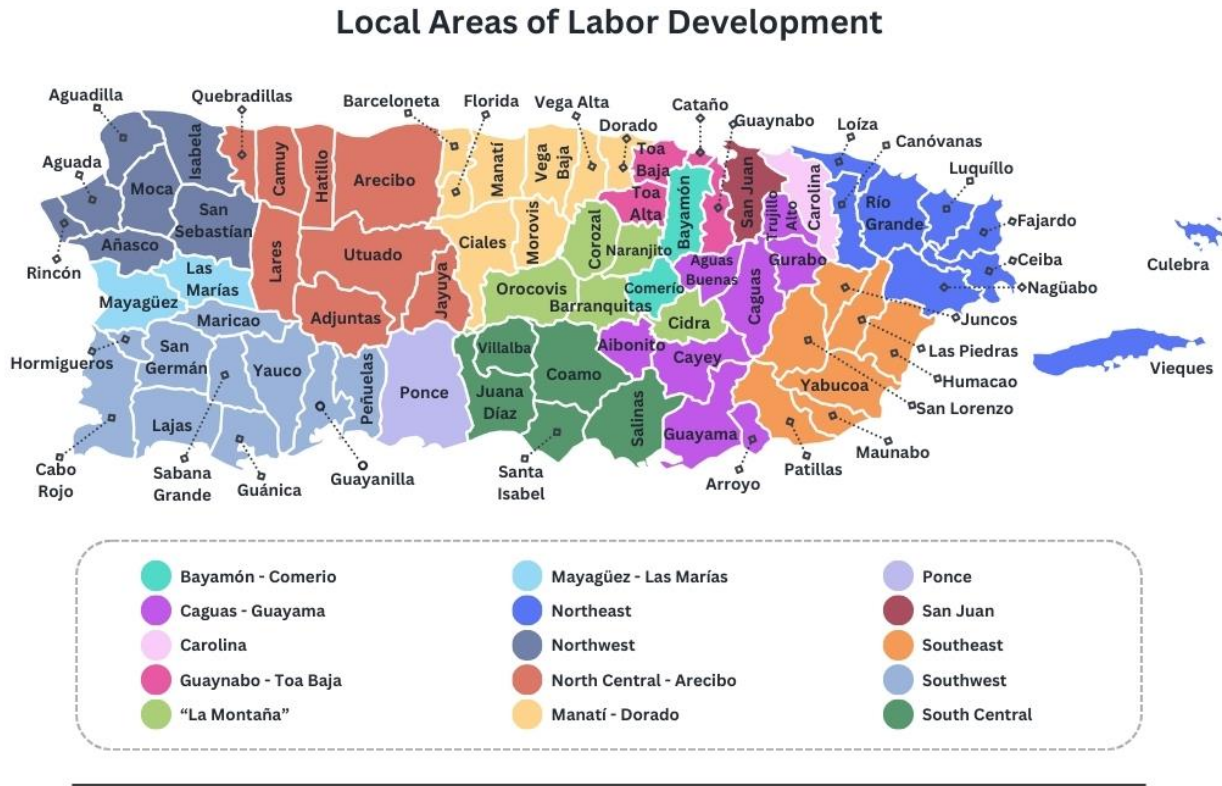 Local Areas of Labor Development
Aguadilla
Quebradillas
Barceloneta
Florida
Vega Alta
Cataño
Dorado
Guaynabo
Loíza
Canóvanas
Luquíllo
Aguada
Isabela
Camuy
Hatillo
Arecibo
Manatí
Vega
Baja
Toa
Baja
Toa
Alta
Bayamón
San Juan
Trujillo
Alto
Carolina
Río
Grande
Fajardo
Moca
San
Sebastían
Añasco
Rincón
Lares
Utuado
Ciales
Morovis
Corozal
Naranjito
Aguas
Buenas
Gurabo
Ceiba
Culebra
Nagüabo
Las
Marías
Mayagüez
Jayuya
Orocovis
Barranquitas
Comerío
Caguas
Maricao
Adjuntas
Cidra
Juncos
Hormigueros
San
Germán
Yauco
Peñuelas
Ponce
Villalba
Coamo
Aibonito
Cayey
Las Piedras
Vieques
Humacao
Juana
Díaz
Salinas
Yabucoa
San Lorenzo
Lajas
Guayama
Maunabo
Cabo
Rojo
Sabana
Grande
Guánica
Guayanilla
Santa
Isabel
Arroyo
Patillas
Bayamón - Comerio
Caguas - Guayama
Carolina
Guaynabo - Toa Baja
“La Montaña”
Mayagüez - Las Marías
Northeast
Northwest
North Central - Arecibo
Manatí - Dorado
Ponce
San Juan
Southeast
Southwest
South Central